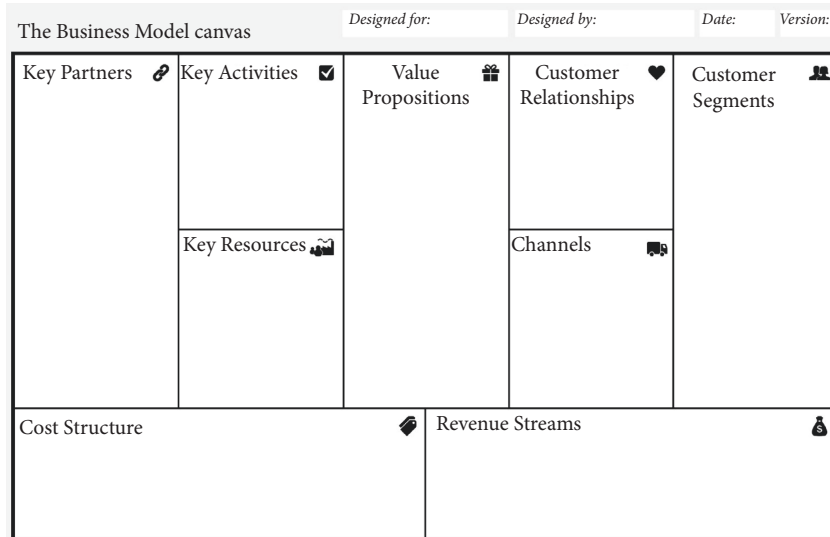 The Business Model canvas
Designed for:
Designed by:
Date:
Version:
Key Partners
Key Activities
Value
Propositions
Customer
Relationships
Customer
Segments
Key Resources
Channels
Cost Structure
Revenue Streams
S